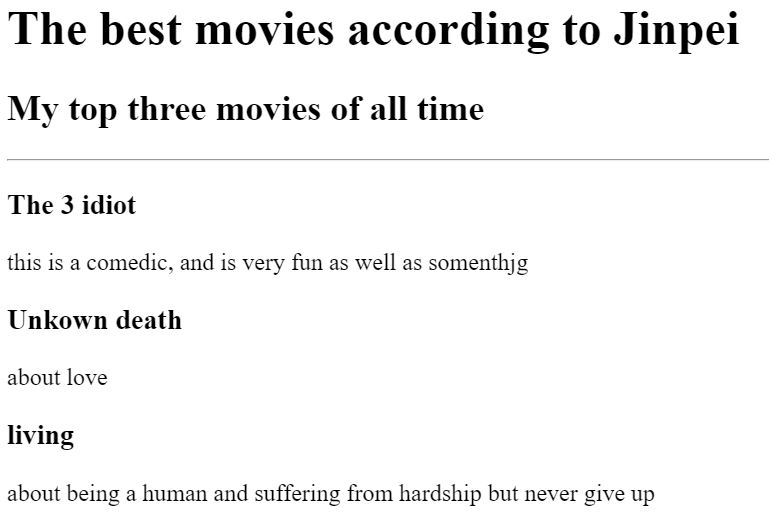 The best movies according to Jinpei
My top three movies of all time
The 3 idiot
this is a comedic, and is very fun as well as somenthjg
Unkown death
about love
living
about being a human and suffering from hardship but never give up